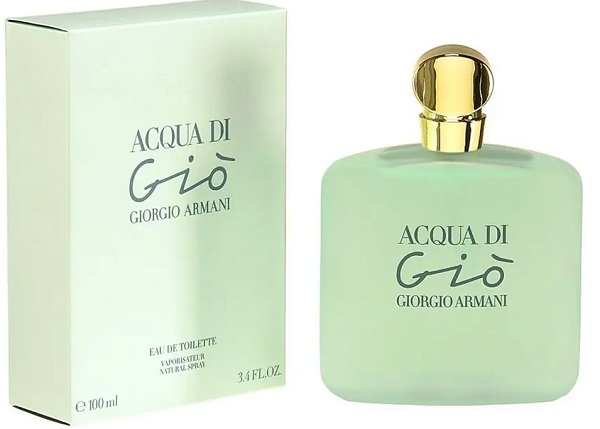 ACQUA DI
Giò
GIORGIO ARMANI
EAU DE TOILETTE
VAPORISATEUR
NATURAL SPRAY
℮ 100 ml
3.4 FL.OZ.
ACQUA DI
Giò
GIORGIO ARMANI